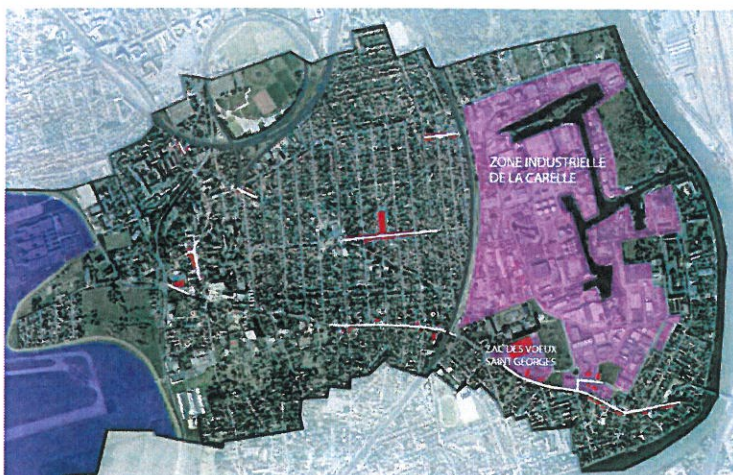 ZONE INDUSTRIELLE
DE LA CARELLE
ZAC DES VOEUX
SAINT GEORGES